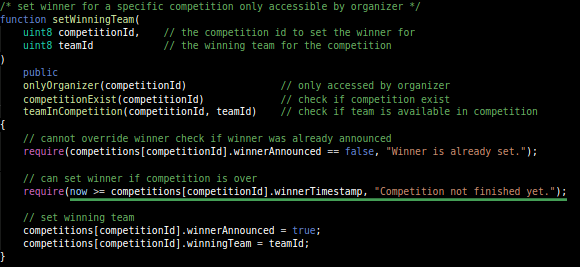 /* set winner for a specific competition only accessible by organizer */
function setWinningTeam(
uint8 competitionId,    // the competition id to set the winner for
uint8 teamId            // the winning team for the competition
)
public
onlyOrganizer(competitionId)                // only accessed by organizer
competitionExist(competitionId)             // check if competition exist
teamInCompetition(competitionId, teamId)    // check if team is available in competition
{
// cannot override winner check if winner was already announced
require(competitions[competitionId].winnerAnnounced == false, "Winner is already set.");
// can set winner if competition is over
require(now >= competitions[competitionId].winnerTimestamp, "Competition not finished yet.");
// set winning team
competitions[competitionId].winnerAnnounced = true;
competitions[competitionId].winningTeam = teamId;
}